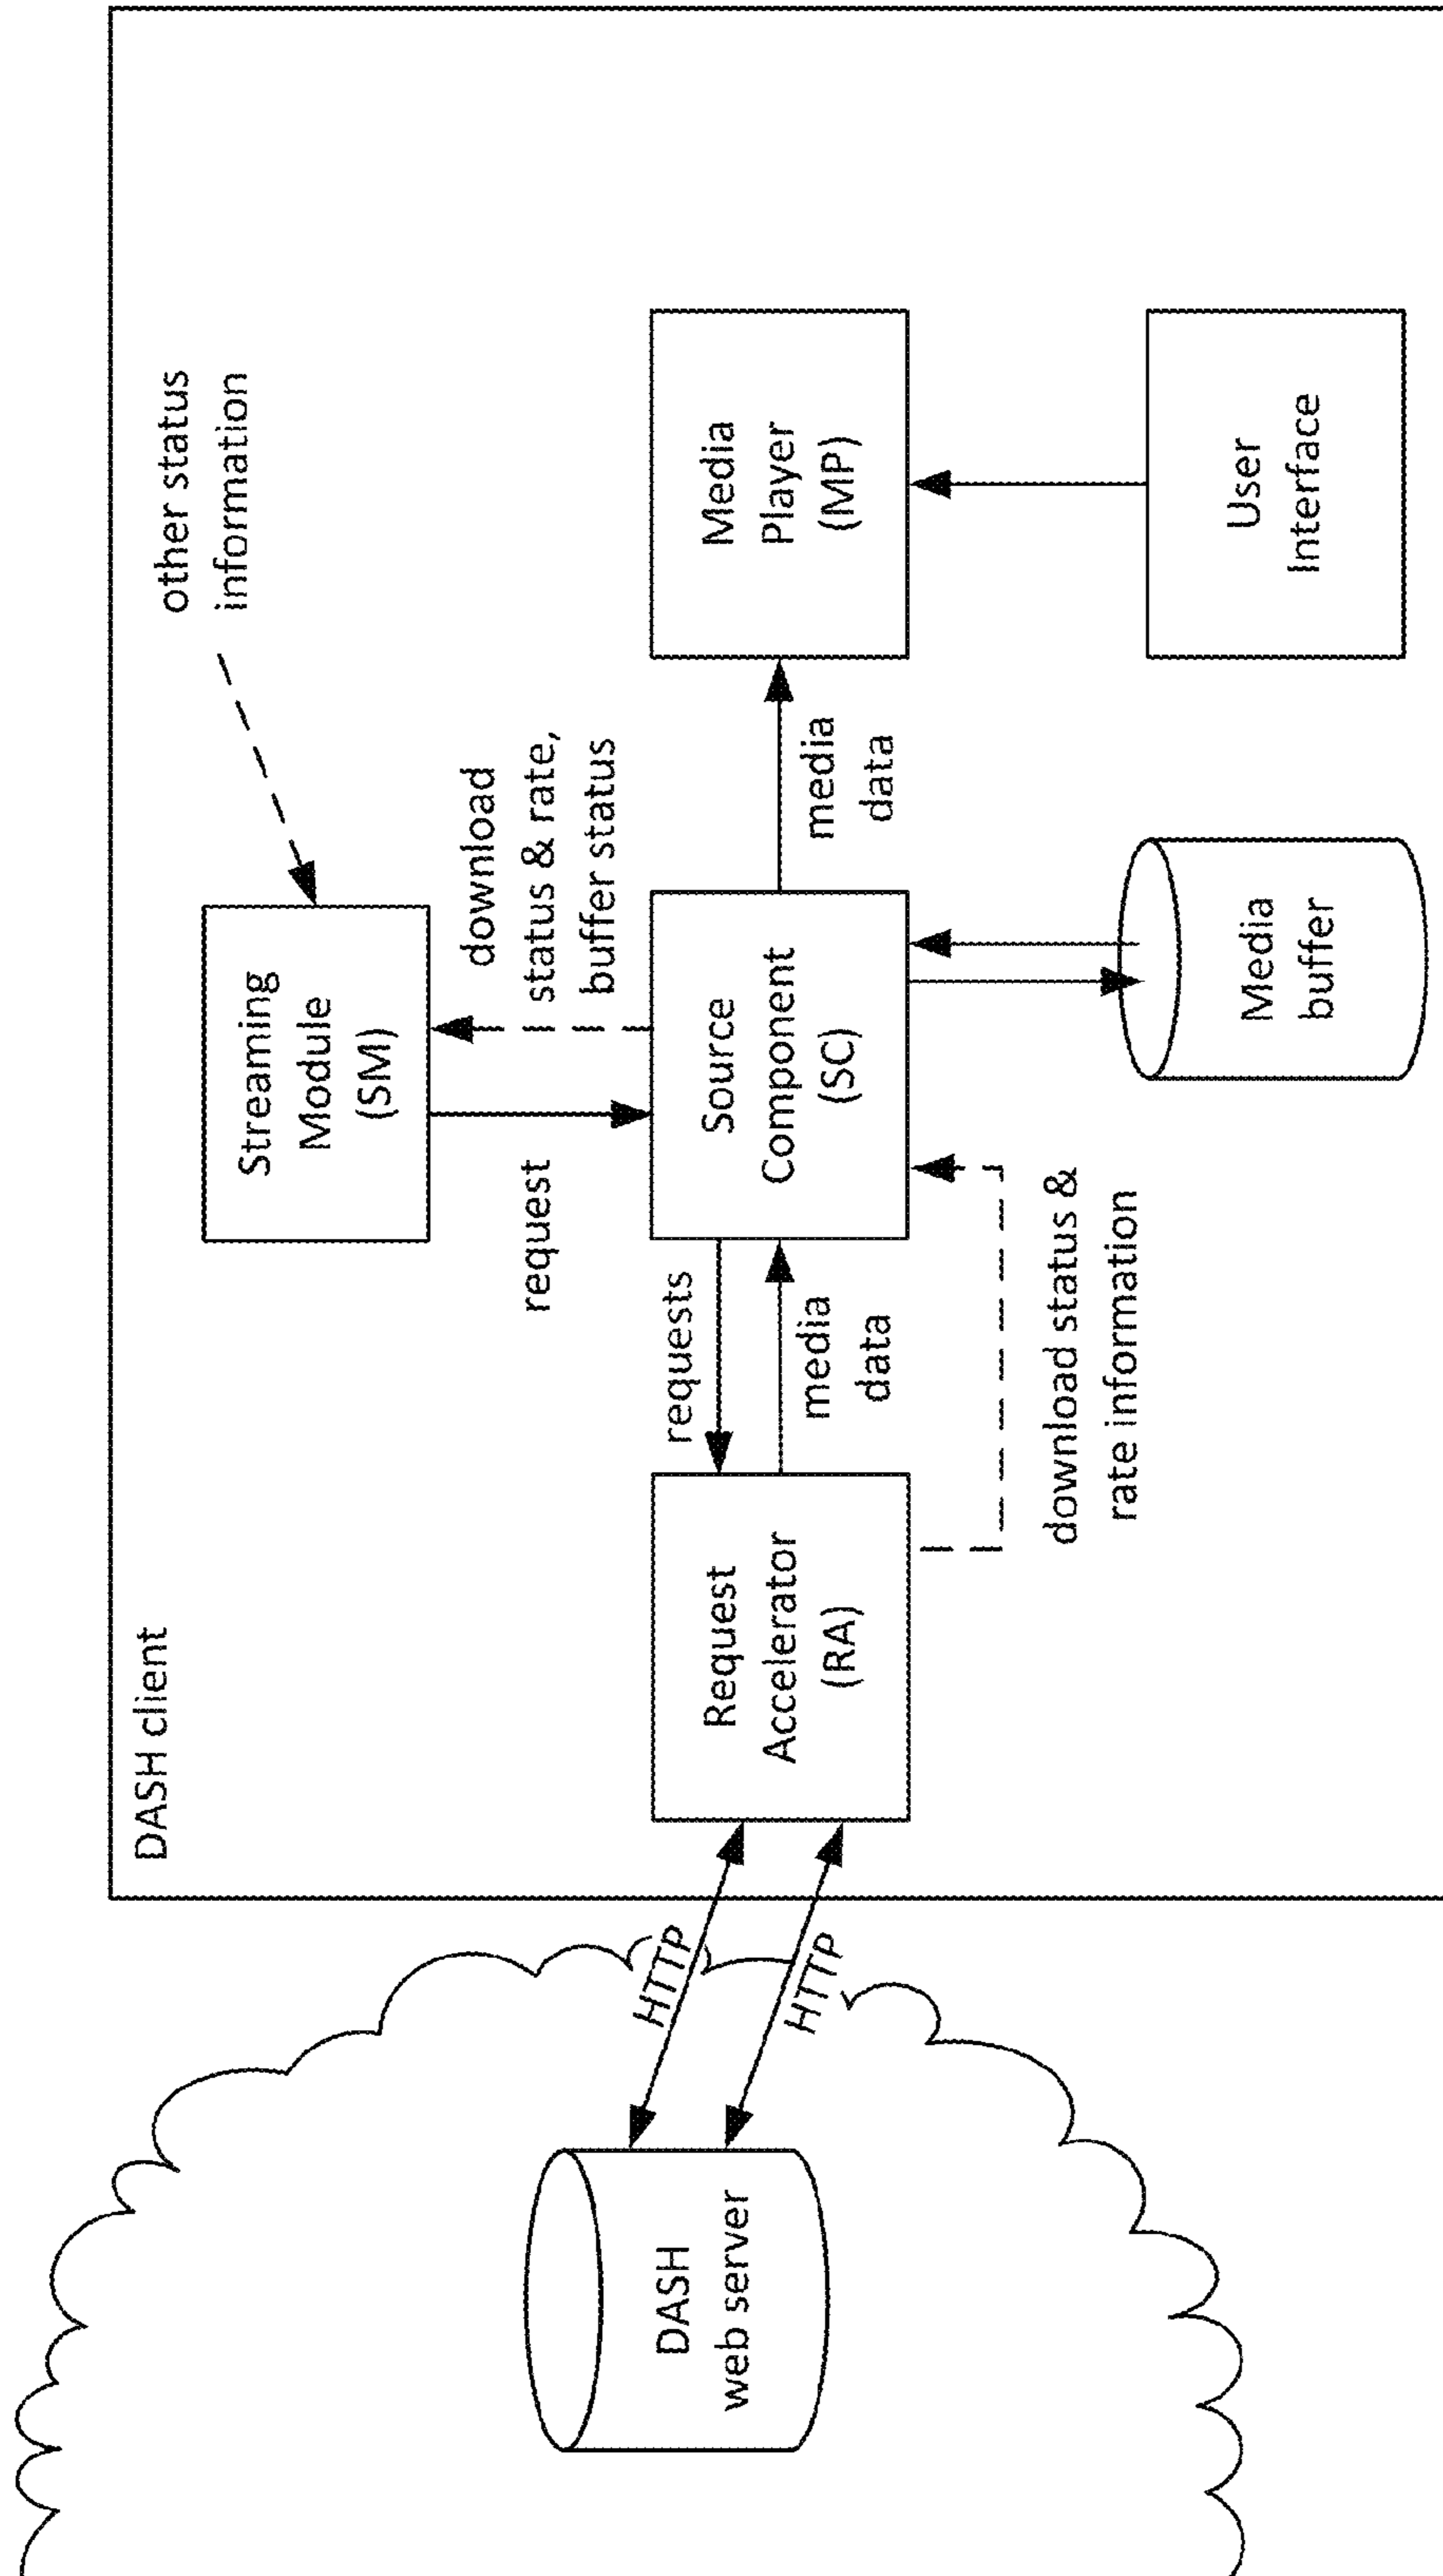 DASH client
other status
information
Streaming
Module
(SM)
download
status & rate,
buffer status
request
HTTP
HTTP
DASH
web server
Request
Accelerator
(RA)
requests
media
data
Source
Component
(SC)
media
data
Media
Player
(MP)
download status &
rate information
Media
buffer
User
Interface